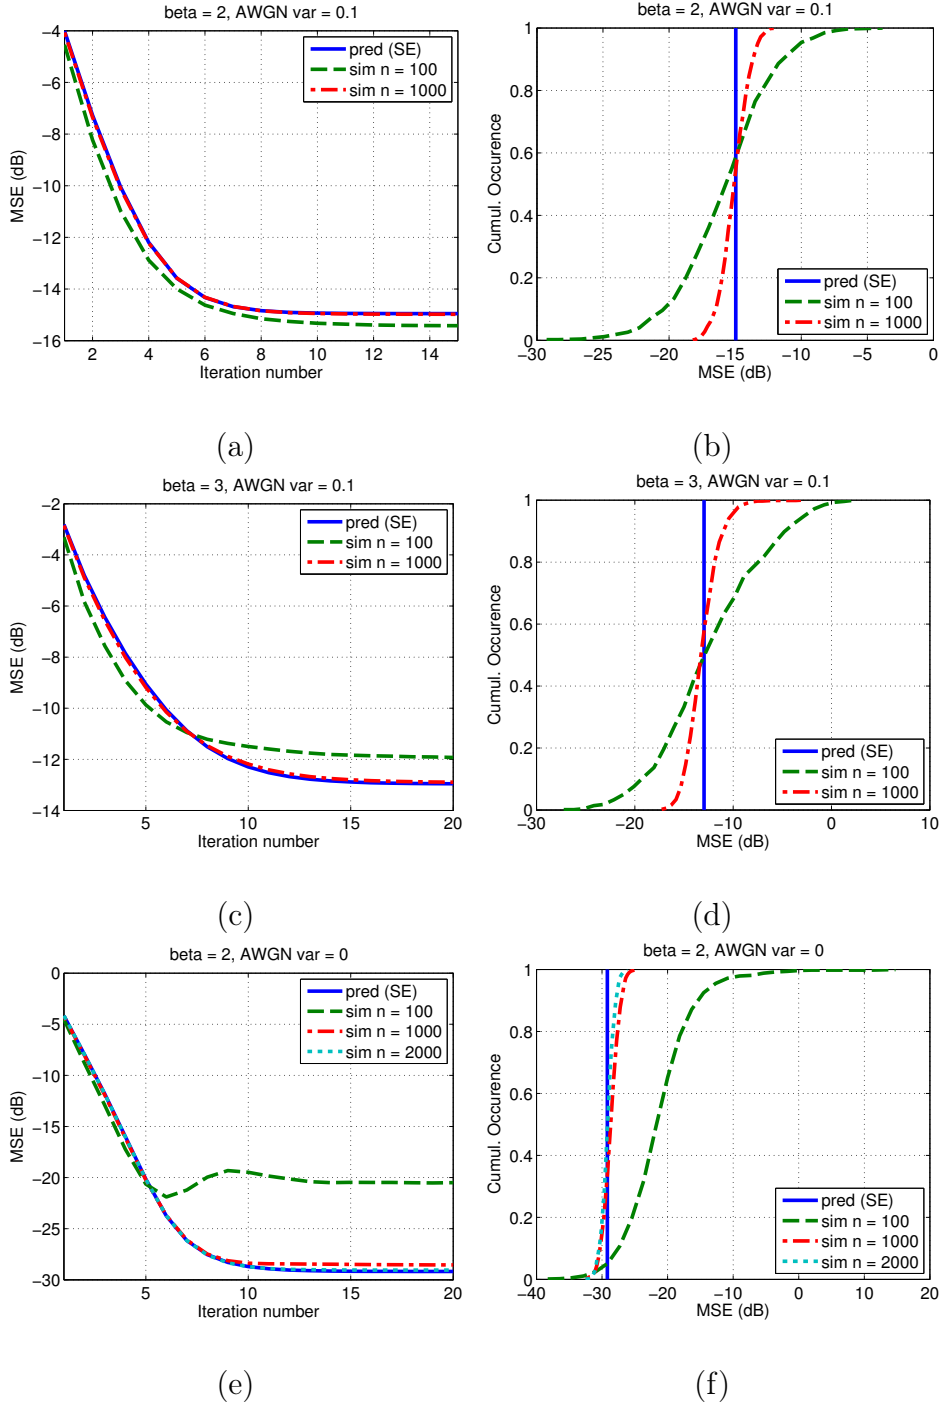 beta = 2, AWGN var = 0.1
−4
−6
−8
−10
−12
−14
−16
MSE (dB)
2 4 6 8 10 12 14
Iteration number
pred (SE)
sim n = 100
sim n = 1000
(a)
beta = 2, AWGN var = 0.1
1
0.8
0.6
0.4
0.2
0
Cumul. Occurence
−30 −25 −20 −15 −10 −5 0
MSE (dB)
pred (SE)
sim n = 100
sim n = 1000
(b)
beta = 3, AWGN var = 0.1
−2
−4
−6
−8
−10
−12
−14
MSE (dB)
5 10 15 20
Iteration number
pred (SE)
sim n = 100
sim n = 1000
(c)
beta = 3, AWGN var = 0.1
1
0.8
0.6
0.4
0.2
0
Cumul. Occurence
−30 −20 −10 0 10
MSE (dB)
pred (SE)
sim n = 100
sim n = 1000
(d)
beta = 2, AWGN var = 0
0
−5
−10
−15
−20
−25
−30
MSE (dB)
5 10 15 20
Iteration number
pred (SE)
sim n = 100
sim n = 1000
sim n = 2000
(e)
beta = 2, AWGN var = 0
1
0.8
0.6
0.4
0.2
0
Cumul. Occurence
−40 −30 −20 −10 0 10 20
MSE (dB)
pred (SE)
sim n = 100
sim n = 1000
sim n = 2000
(f)